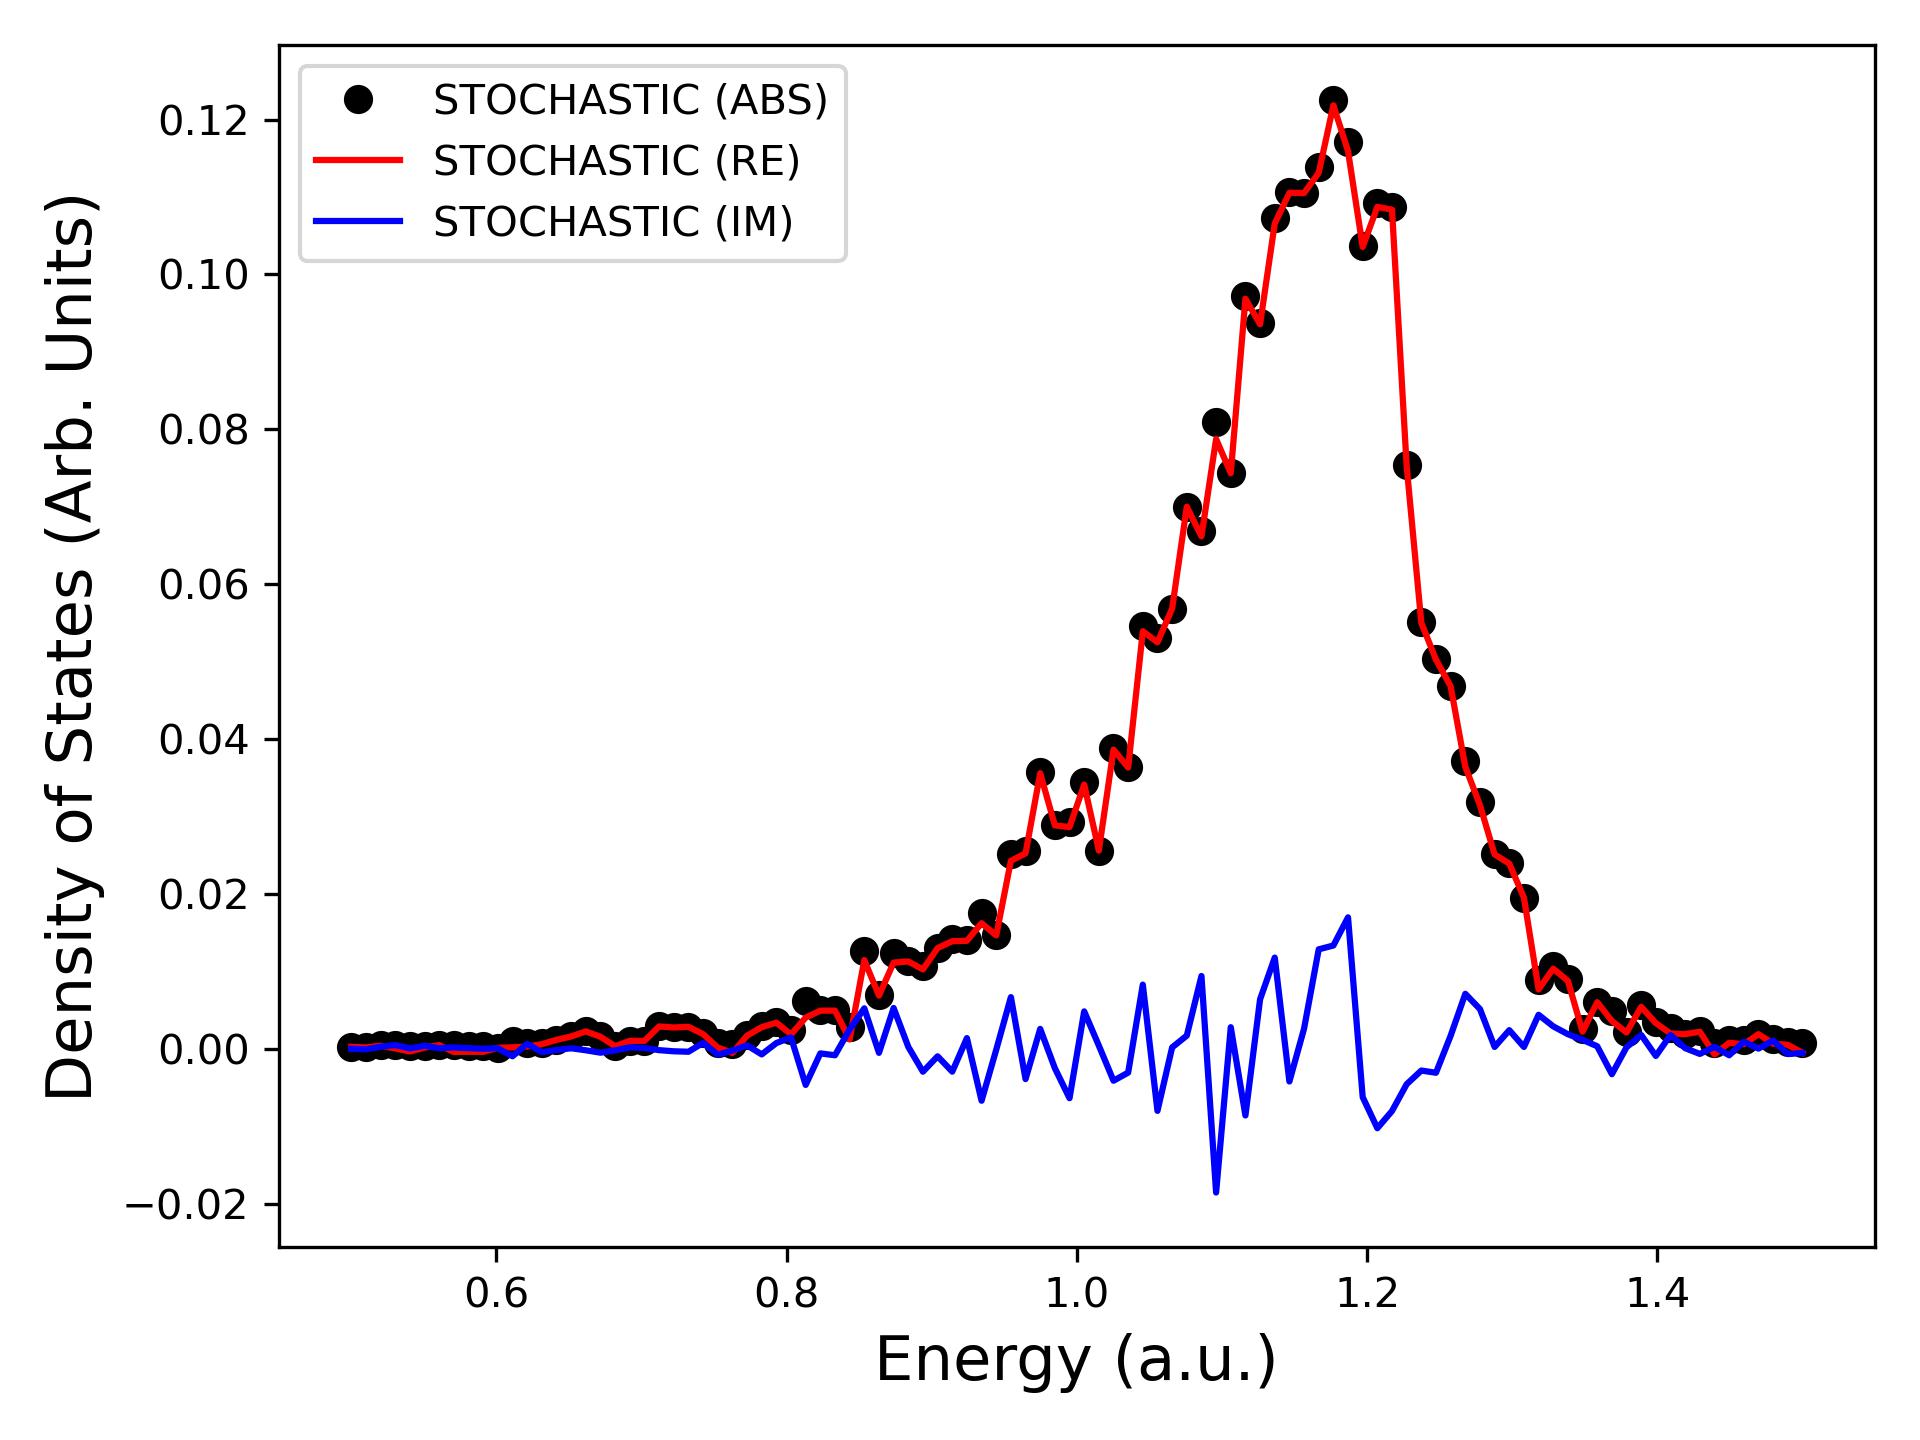 STOCHASTIC (ABS)
STOCHASTIC (RE)
STOCHASTIC (IM)
Density of States (Arb. Units)
0.12
0.10
0.08
0.06
0.04
0.02
0.00
−0.02
0.6 0.8 1.0 1.2 1.4
Energy (a.u.)